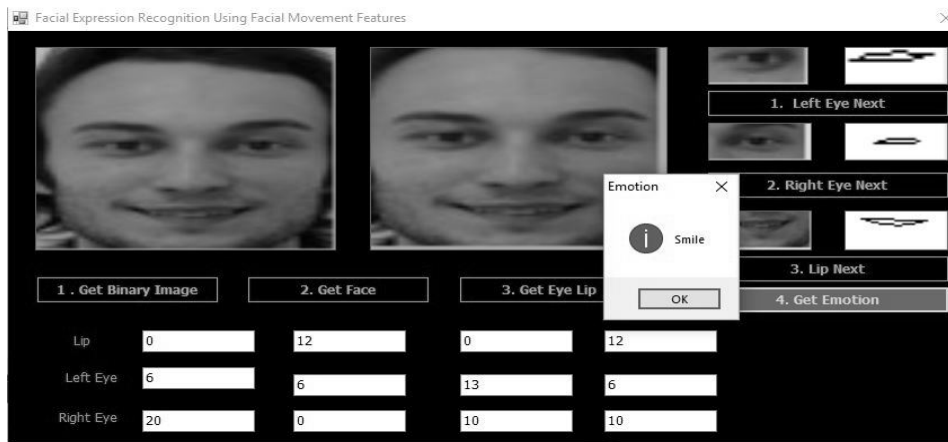 Facial Expression Recognition Using Facial Movement Features
1. Left Eye Next
2. Right Eye Next
Emotion
Smile
OK
3. Lip Next
4. Get Emotion
1 . Get Binary Image
2. Get Face
3. Get Eye Lip
Lip 0 12 0 12
Left Eye 6 6 13 6
Right Eye 20 0 10 10